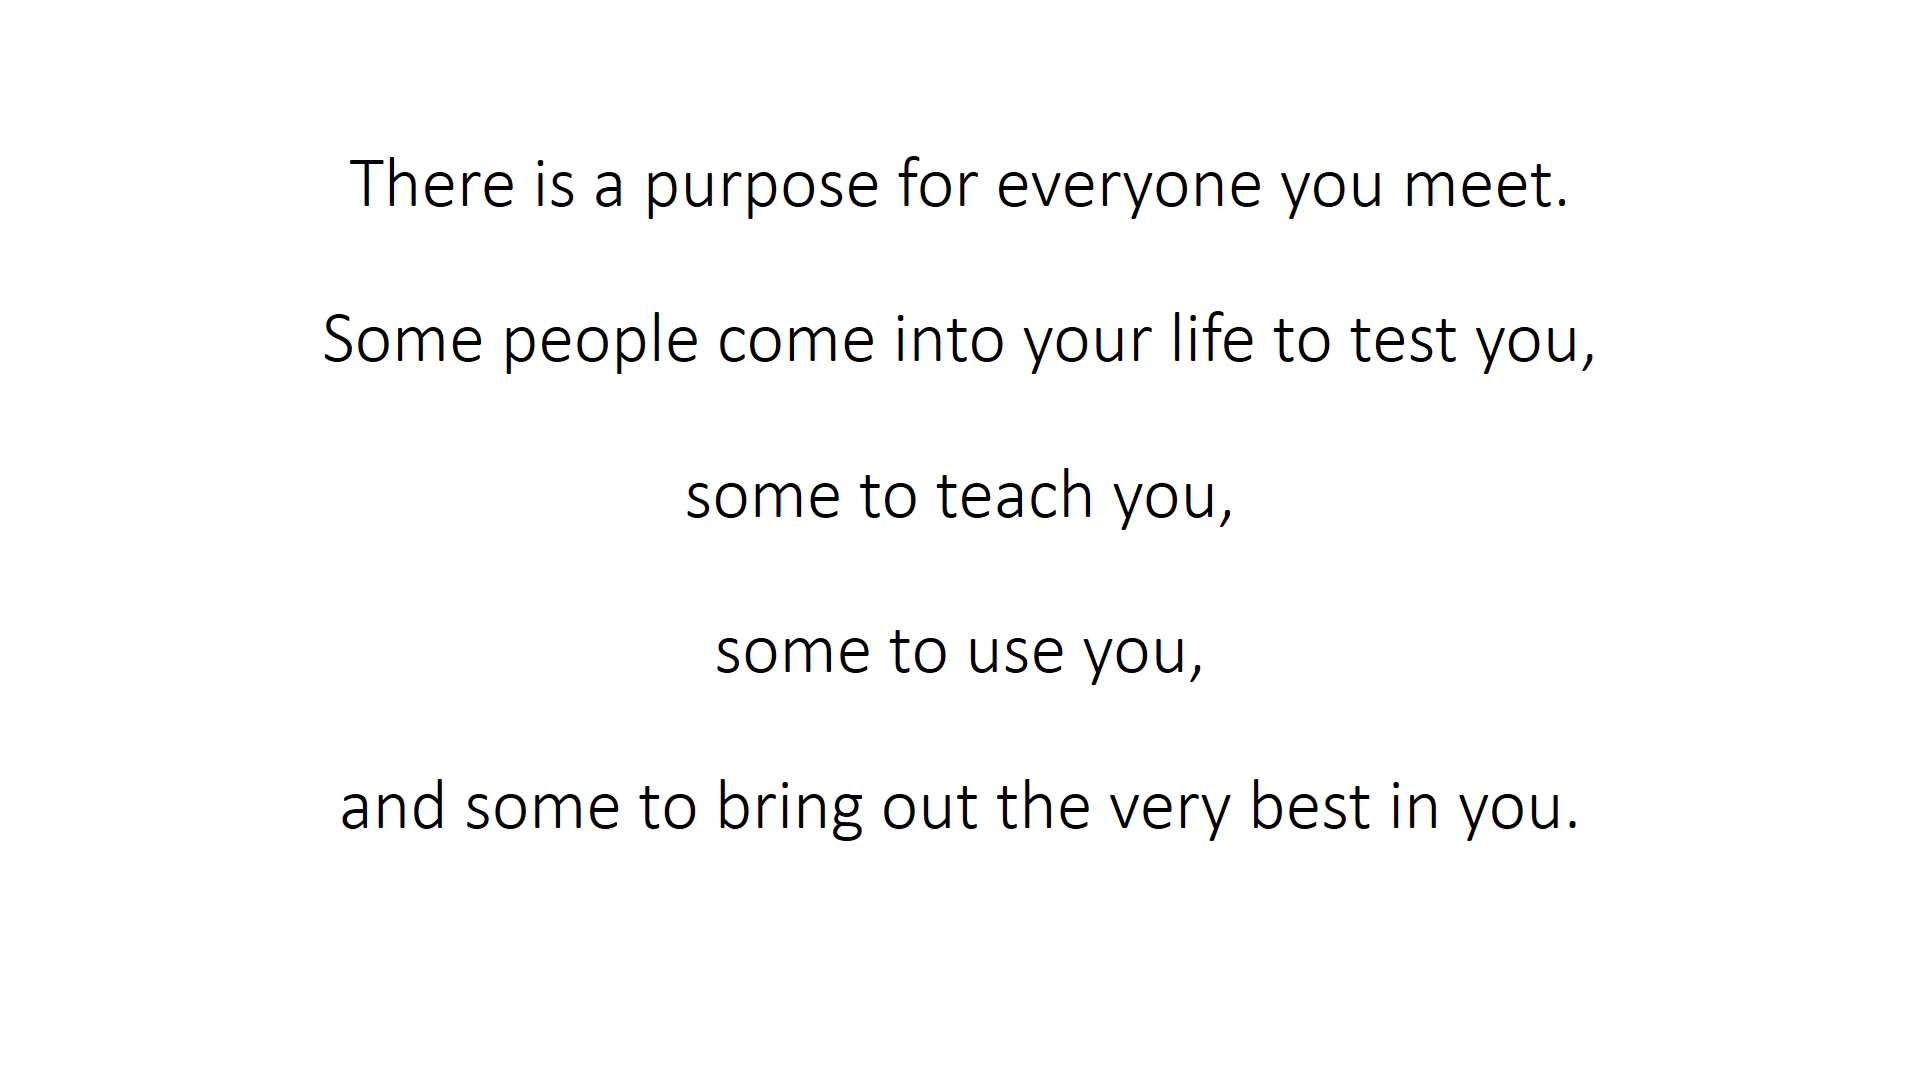 There is a purpose for everyone you meet.
Some people come into your life to test you,
some to teach you,
some to use you,
and some to bring out the very best in you.